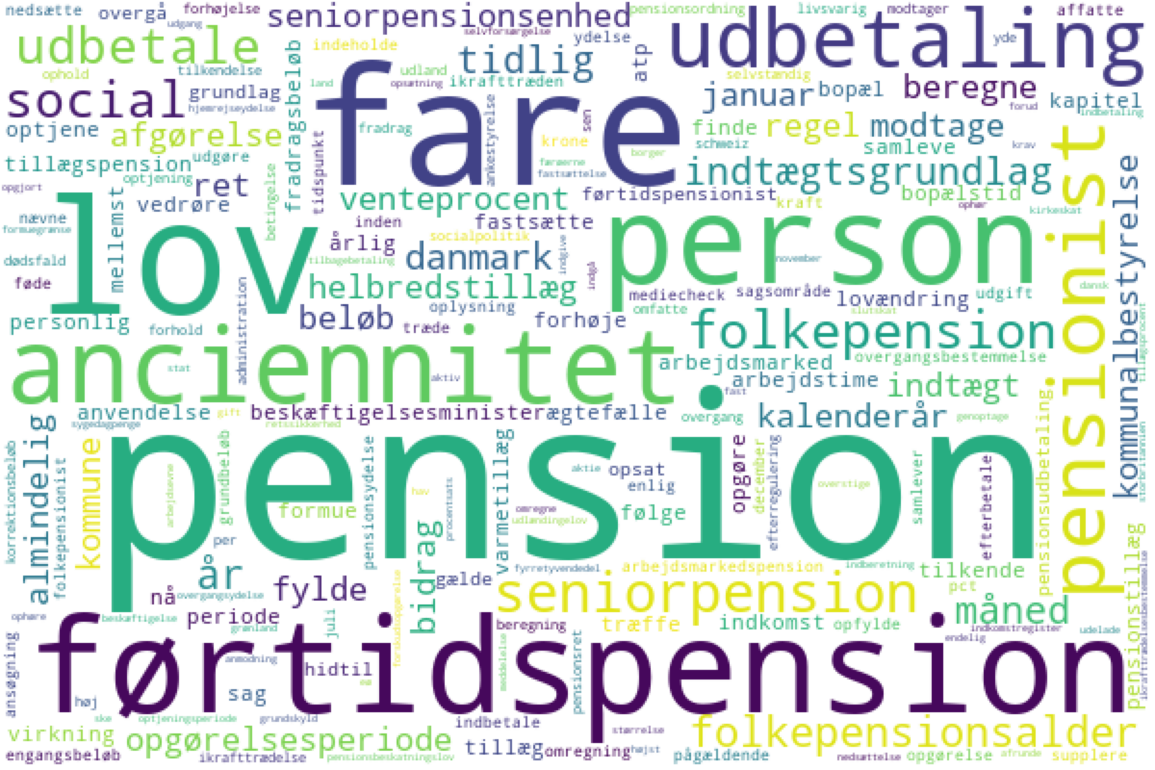 nedsætte overgå forhøjelse seniorpensionsenhed pensionsordning livsvarig modtager affatte
udgang selvforsørgelse
udbetale indeholde tidlig ydelse atp udbetaling yde
ophold tilkendelse fradragsbeløb udland ikrafttræden selvstændig
social grundlag land opsætning fare januar bopæl beregne forud kapitel
hjemrejseydelse indbetaling
optjene afgørelse tidspunkt fradrag ankestyrelse krone sen finde regel modtage krav
tillægspension udgøre færøerne borger schweiz samleve
opgjort optjening ret betingelse fastsættelse indtægtsgrundlag
mellemst vedrøre venteprocent førtidspensionist kraft bopælstid
nævne lov inden fastsætte person ophør kirkeskat pensionist kommunalbestyrelse
formuegrænse årlig socialpolitik
dødsfald tilbagebetaling danmark indgive indgå november dansk
føde administration helbredstillæg mediecheck sagsområde lovændring udgift
personlig forhold beløb oplysning omfatte slutskat
træde forhøje folkepension tillægsprocent
anciennitet arbejdsmarked overgangsbestemmelse
stat aktiv arbejdstime indtægt
fast
almindelig anvendelse gift beskæftigelsesminister ægtefælle overgang kalenderår genoptage
sygedagpenge retssikkerhed pensionsudbetaling storbritannien
korrektionsbeløb folkepensionist kommune pension
arbejdsevne grundbeløb pensionsydelse hav procentsats varmetillæg aktie opsat opgøre december efterregulering overstige samlever efterbetale
formue enlig
omregne følge
udlændingelov
per bidrag fyrretyvendedel arbejdsmarkedspension indberetning tilkende
år gælde pct
nå overgangsydelse fylde seniorpension måned pensionstillæg
ophøre beskæftigelse periode juli forskudsopgørelse beregning træffe indkomst opfylde indkomstregister udelade
grønland endelig ikrafttrædelsesbestemmelse
ansøgning førtidspension
anmodning hidtil meddelelse pensionsret
høj sag
ske optjeningsperiode grundskyld indbetale størrelse
virkning opgørelsesperiode tillæg omregning folkepensionsalder
højst
engangsbeløb ikrafttrædelse pensionsbeskatningslov pågældende nedsættelse opgørelse afrunde supplere